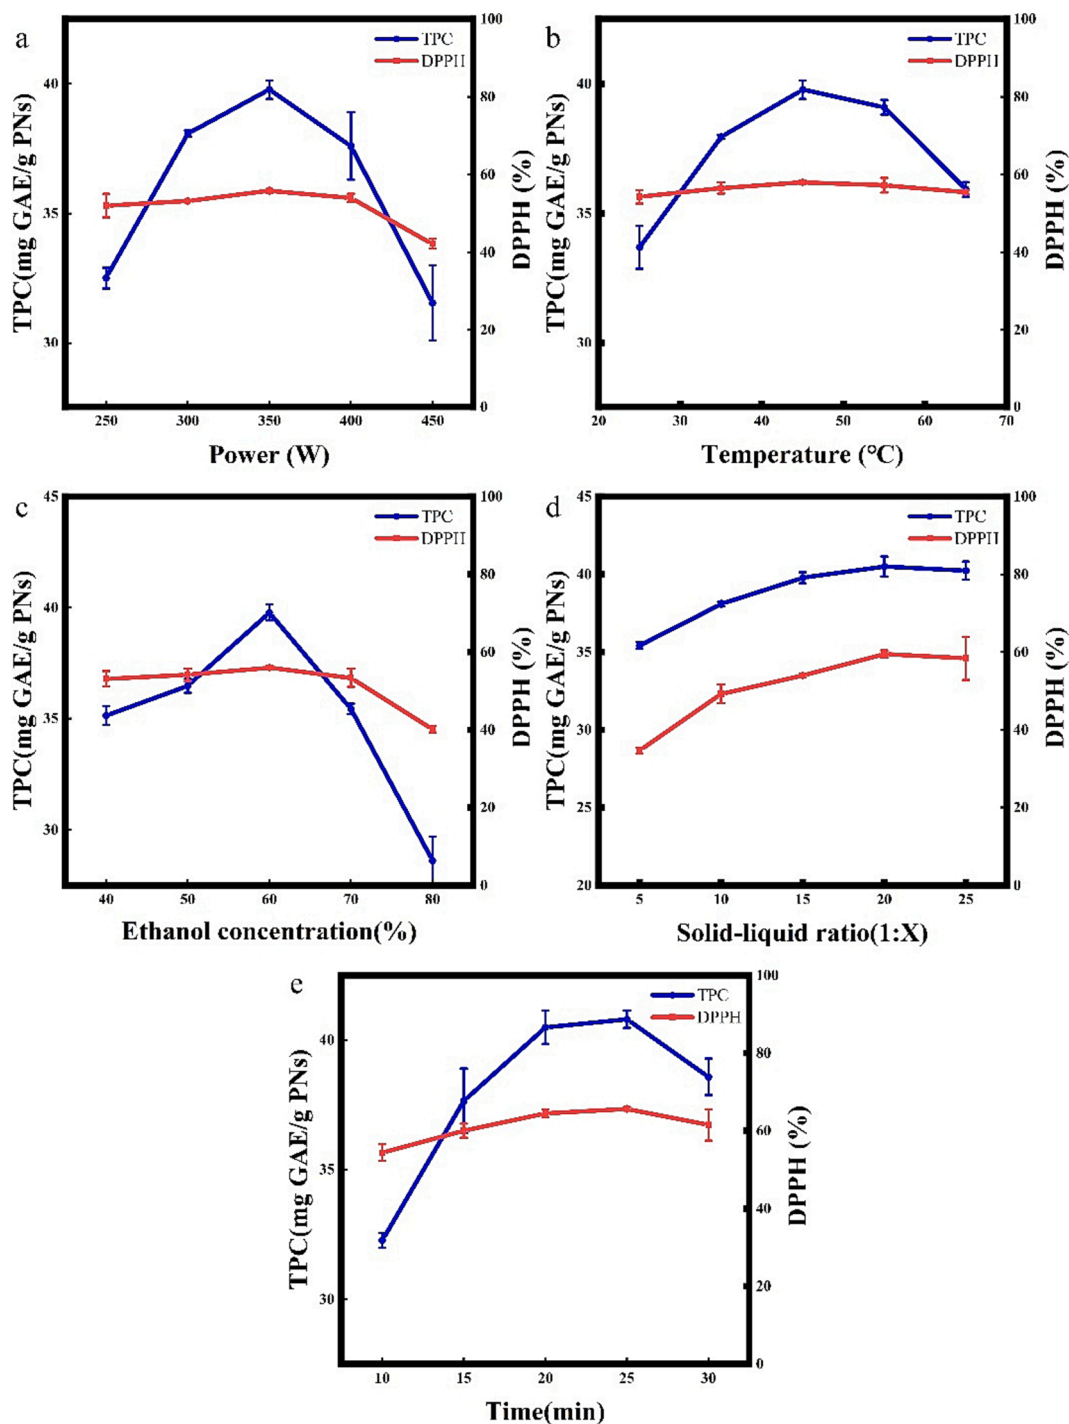 a
TPC
DPPH
TPC(mg GAE/g PNs)
40
35
30
100
80
60
40
20
0
DPPH (%)
250 300 350 400 450
Power (W)
b
TPC
DPPH
TPC(mg GAE/g PNs)
40
35
30
100
80
60
40
20
0
DPPH (%)
20 30 40 50 60 70
Temperature (°C)
c
TPC
DPPH
TPC(mg GAE/g PNs)
45
40
35
30
100
80
60
40
20
0
DPPH (%)
40 50 60 70 80
Ethanol concentration(%)
d
TPC
DPPH
TPC(mg GAE/g PNs)
45
40
35
30
25
20
100
80
60
40
20
0
DPPH (%)
5 10 15 20 25
Solid-liquid ratio(1:X)
e
TPC
DPPH
TPC(mg GAE/g PNs)
40
35
30
100
80
60
40
20
0
DPPH (%)
10 15 20 25 30
Time(min)